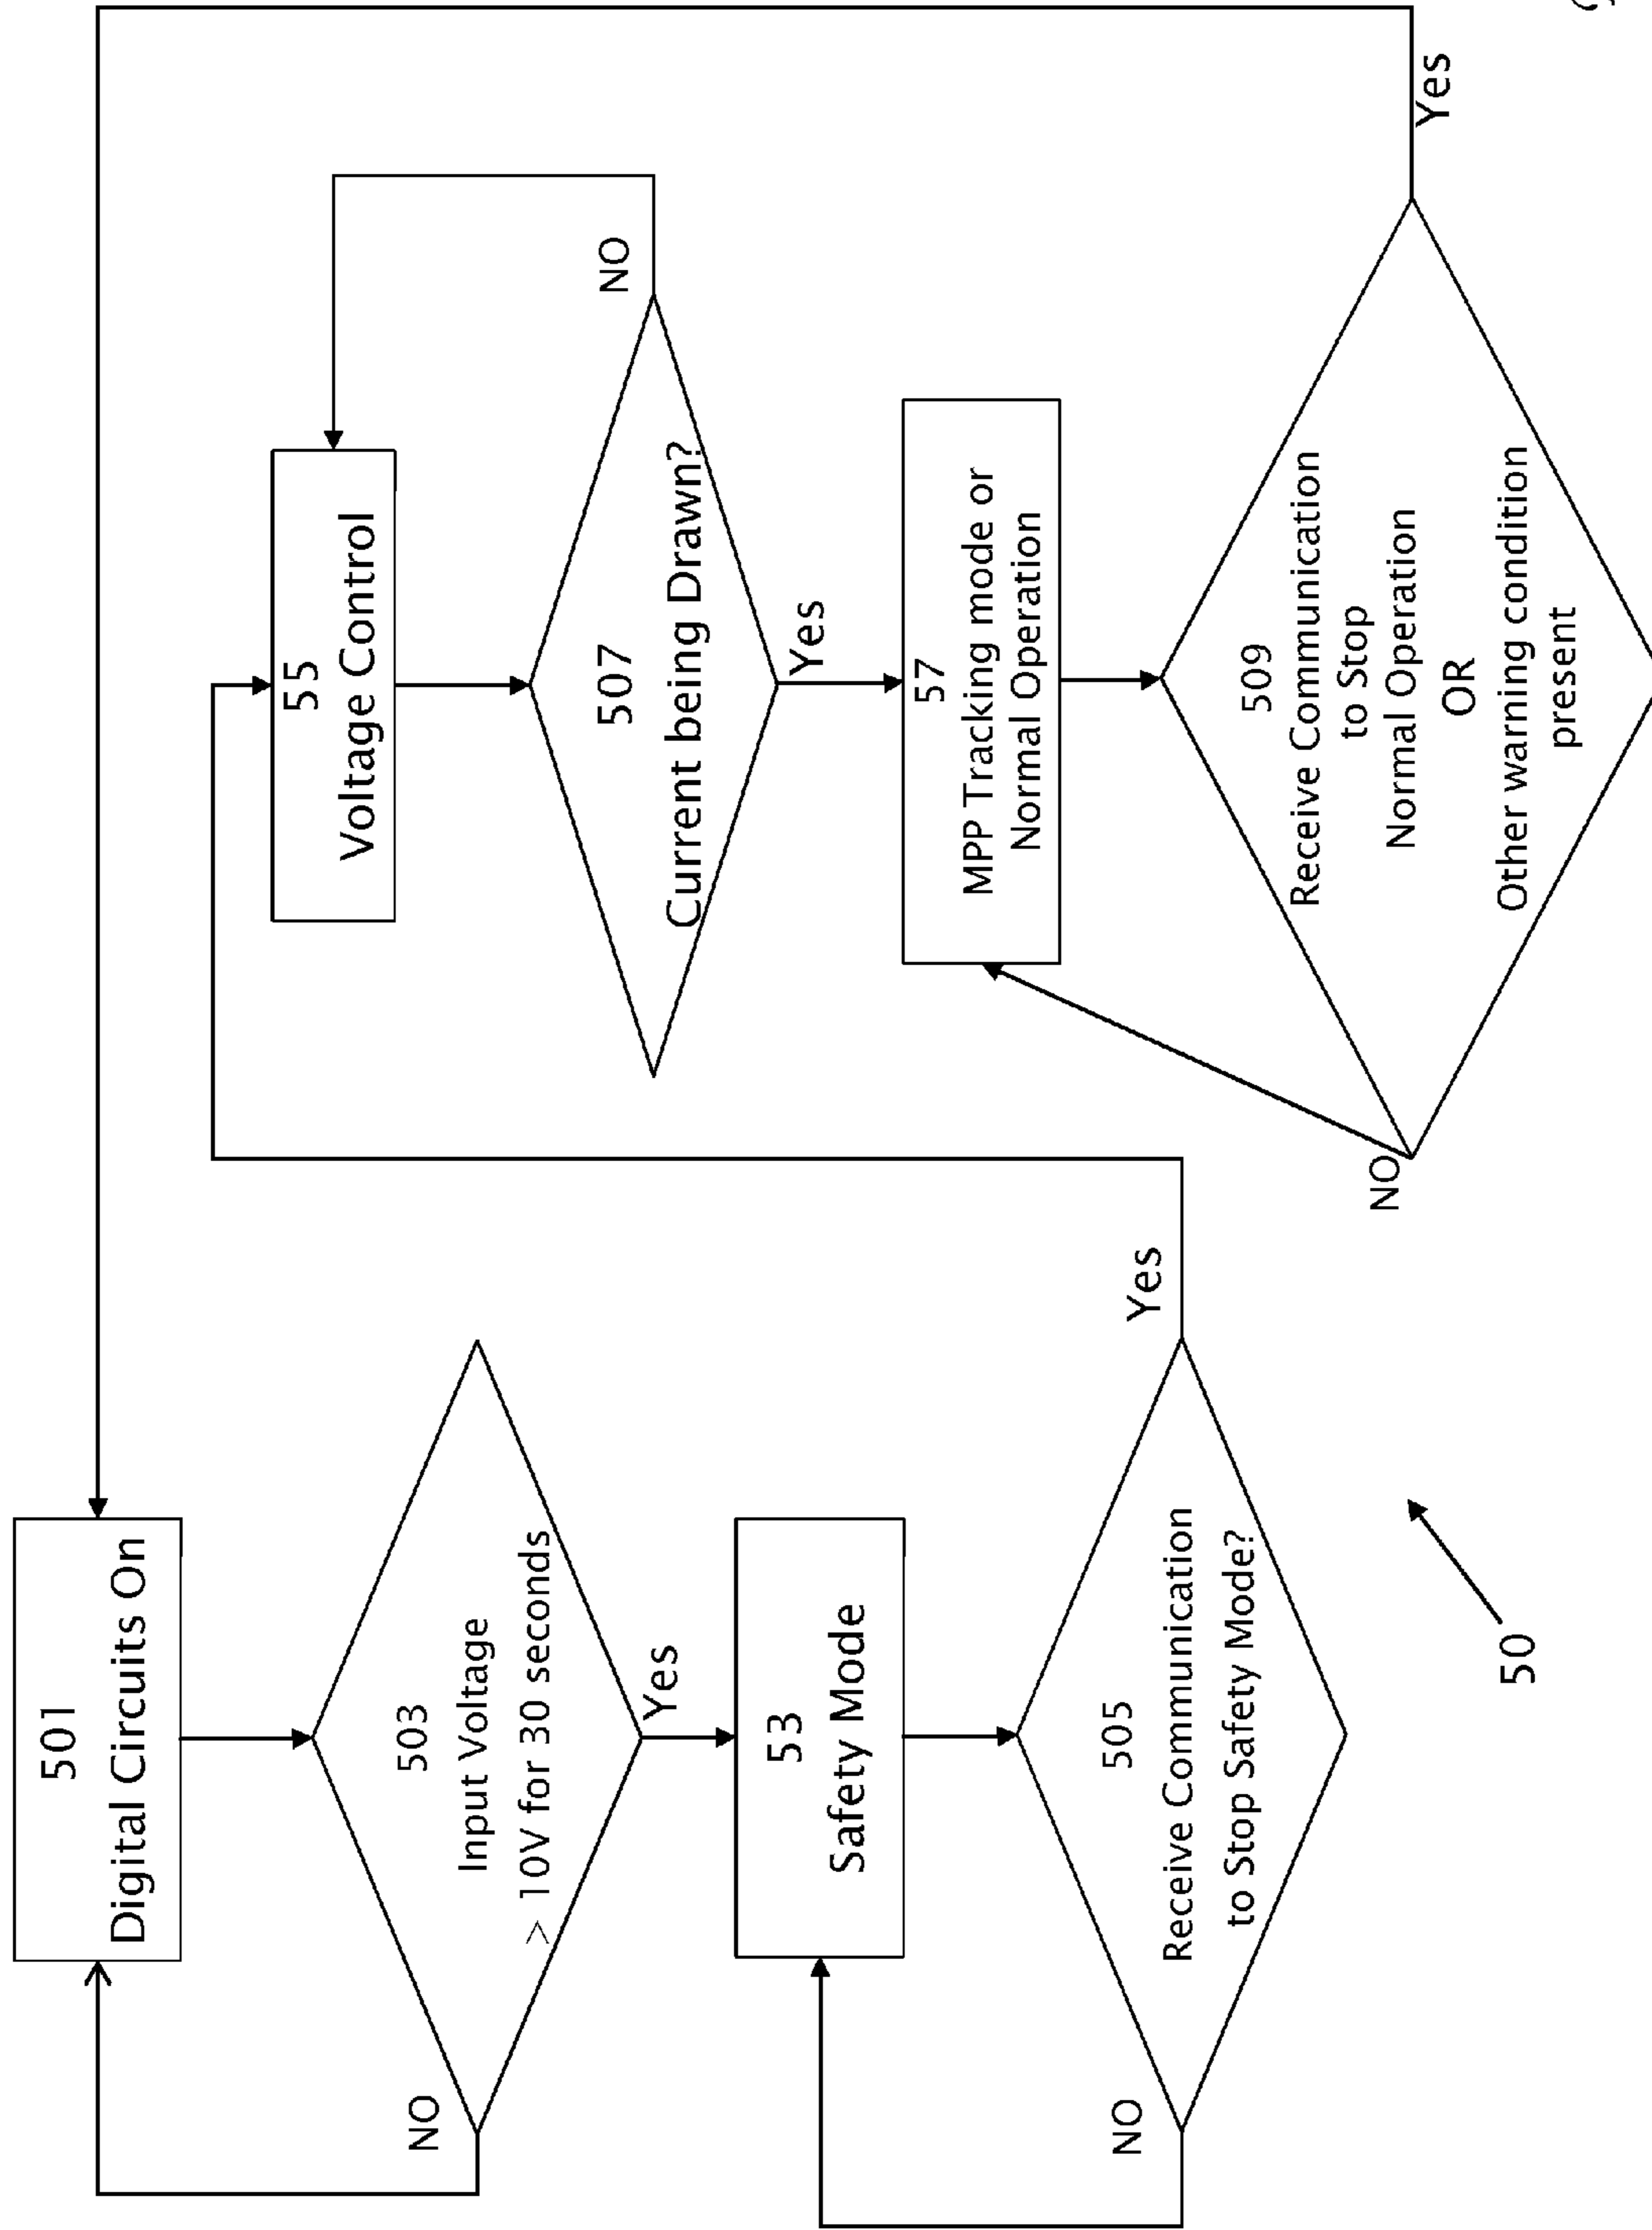 501
Digital Circuits On
503
Input Voltage
> 10V for 30 seconds
NO
Yes
53
Safety Mode
505
Receive Communication
to Stop Safety Mode?
NO
Yes
50
55
Voltage Control
507
Current being Drawn?
NO
Yes
57
MPP Tracking mode or
Normal Operation
509
Receive Communication
to Stop
Normal Operation
OR
Other warning condition
present
NO
Yes